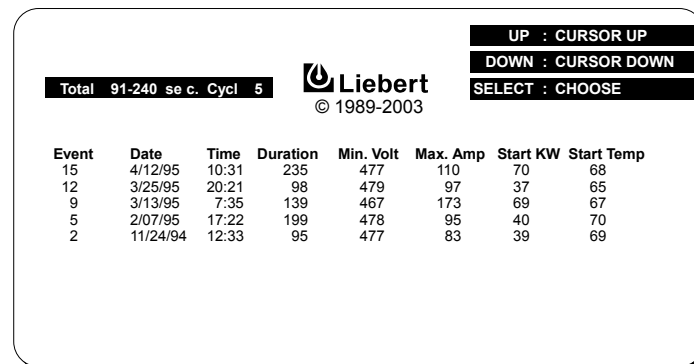 UP : CURSOR UP
DOWN : CURSOR DOWN
SELECT : CHOOSE
Total 91-240 se c. Cycl 5
Liebert
© 1989-2003
Event Date Time Duration Min. Volt Max. Amp Start KW Start Temp
15 4/12/95 10:31 235 477 110 70 68
12 3/25/95 20:21 98 479 97 37 65
9 3/13/95 7:35 139 467 173 69 67
5 2/07/95 17:22 199 478 95 40 70
2 11/24/94 12:33 95 477 83 39 69